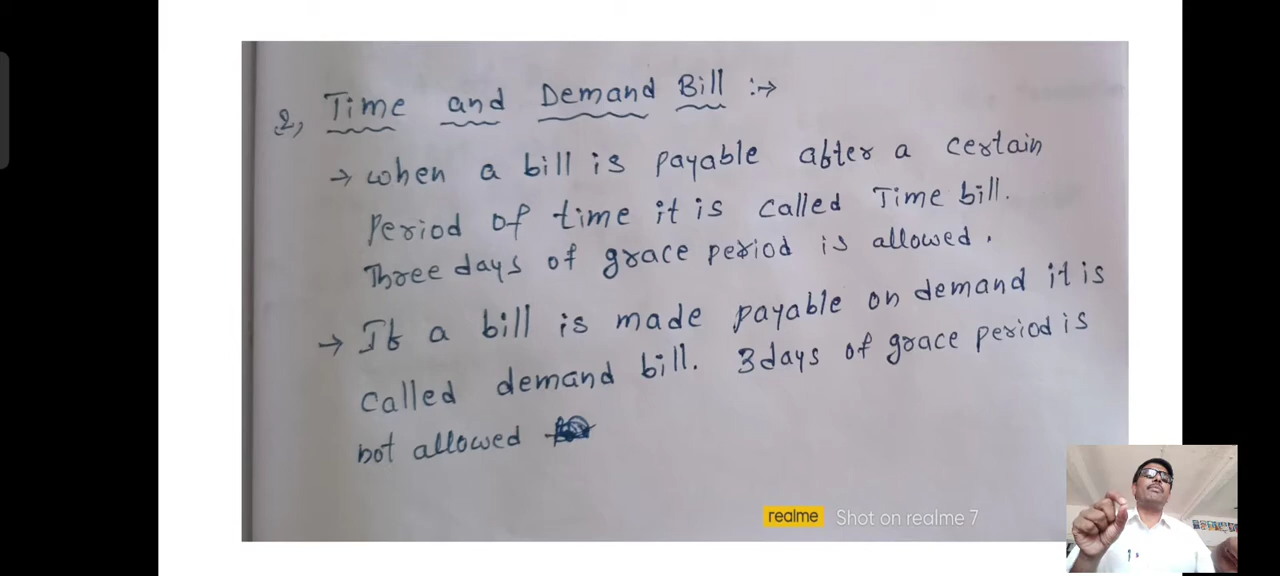 2, Time and Demand Bill :→
→ When a bill is payable after a certain
Period of time it is called Time bill.
Three days of grace period is allowed.
→ If a bill is made payable on demand it is
called demand bill. 3 days of grace period is
not allowed
realme Shot on realme 7